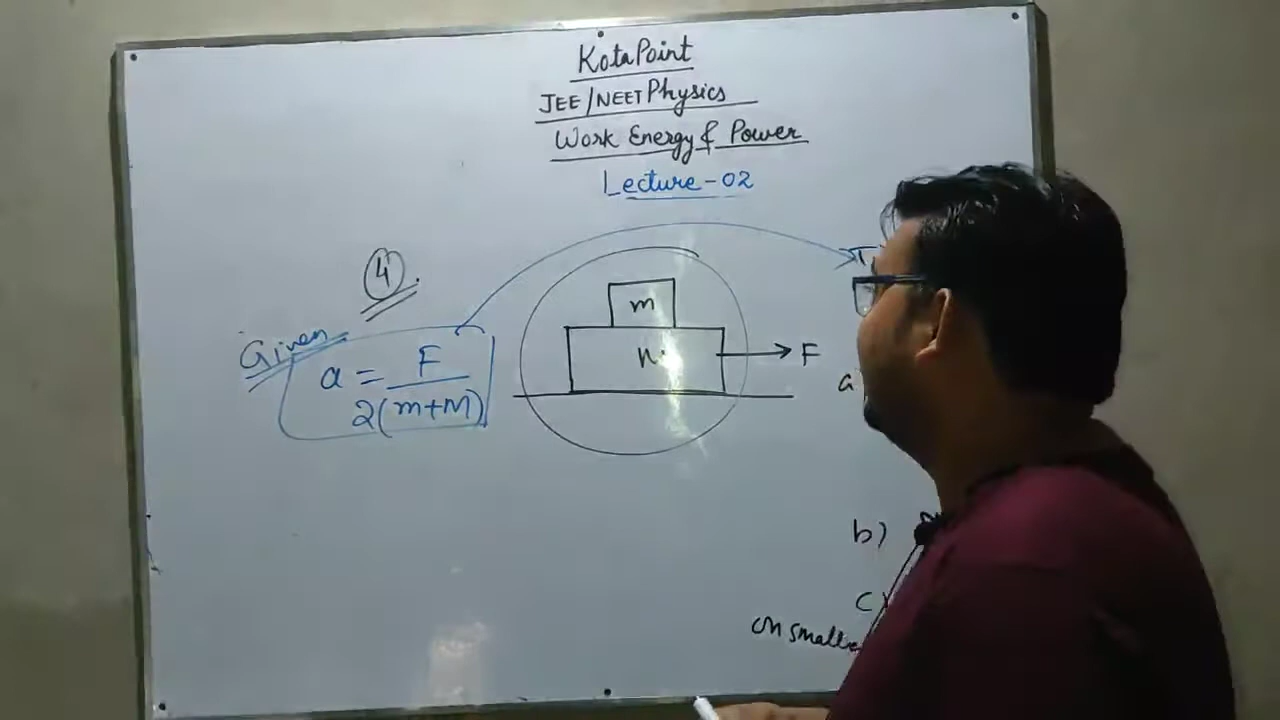 KotaPoint
JEE/NEET Physics
Work Energy & Power
Lecture-02
4
Given
a = F / 2(m+M)
m
F
a
b)
c)
on smalle